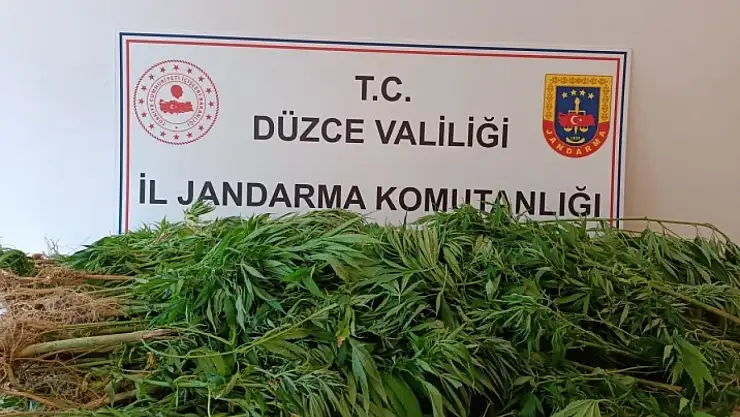 T.C.
DÜZCE VALİLİĞİ
İL JANDARMA KOMUTANLIĞI
JANDARMA